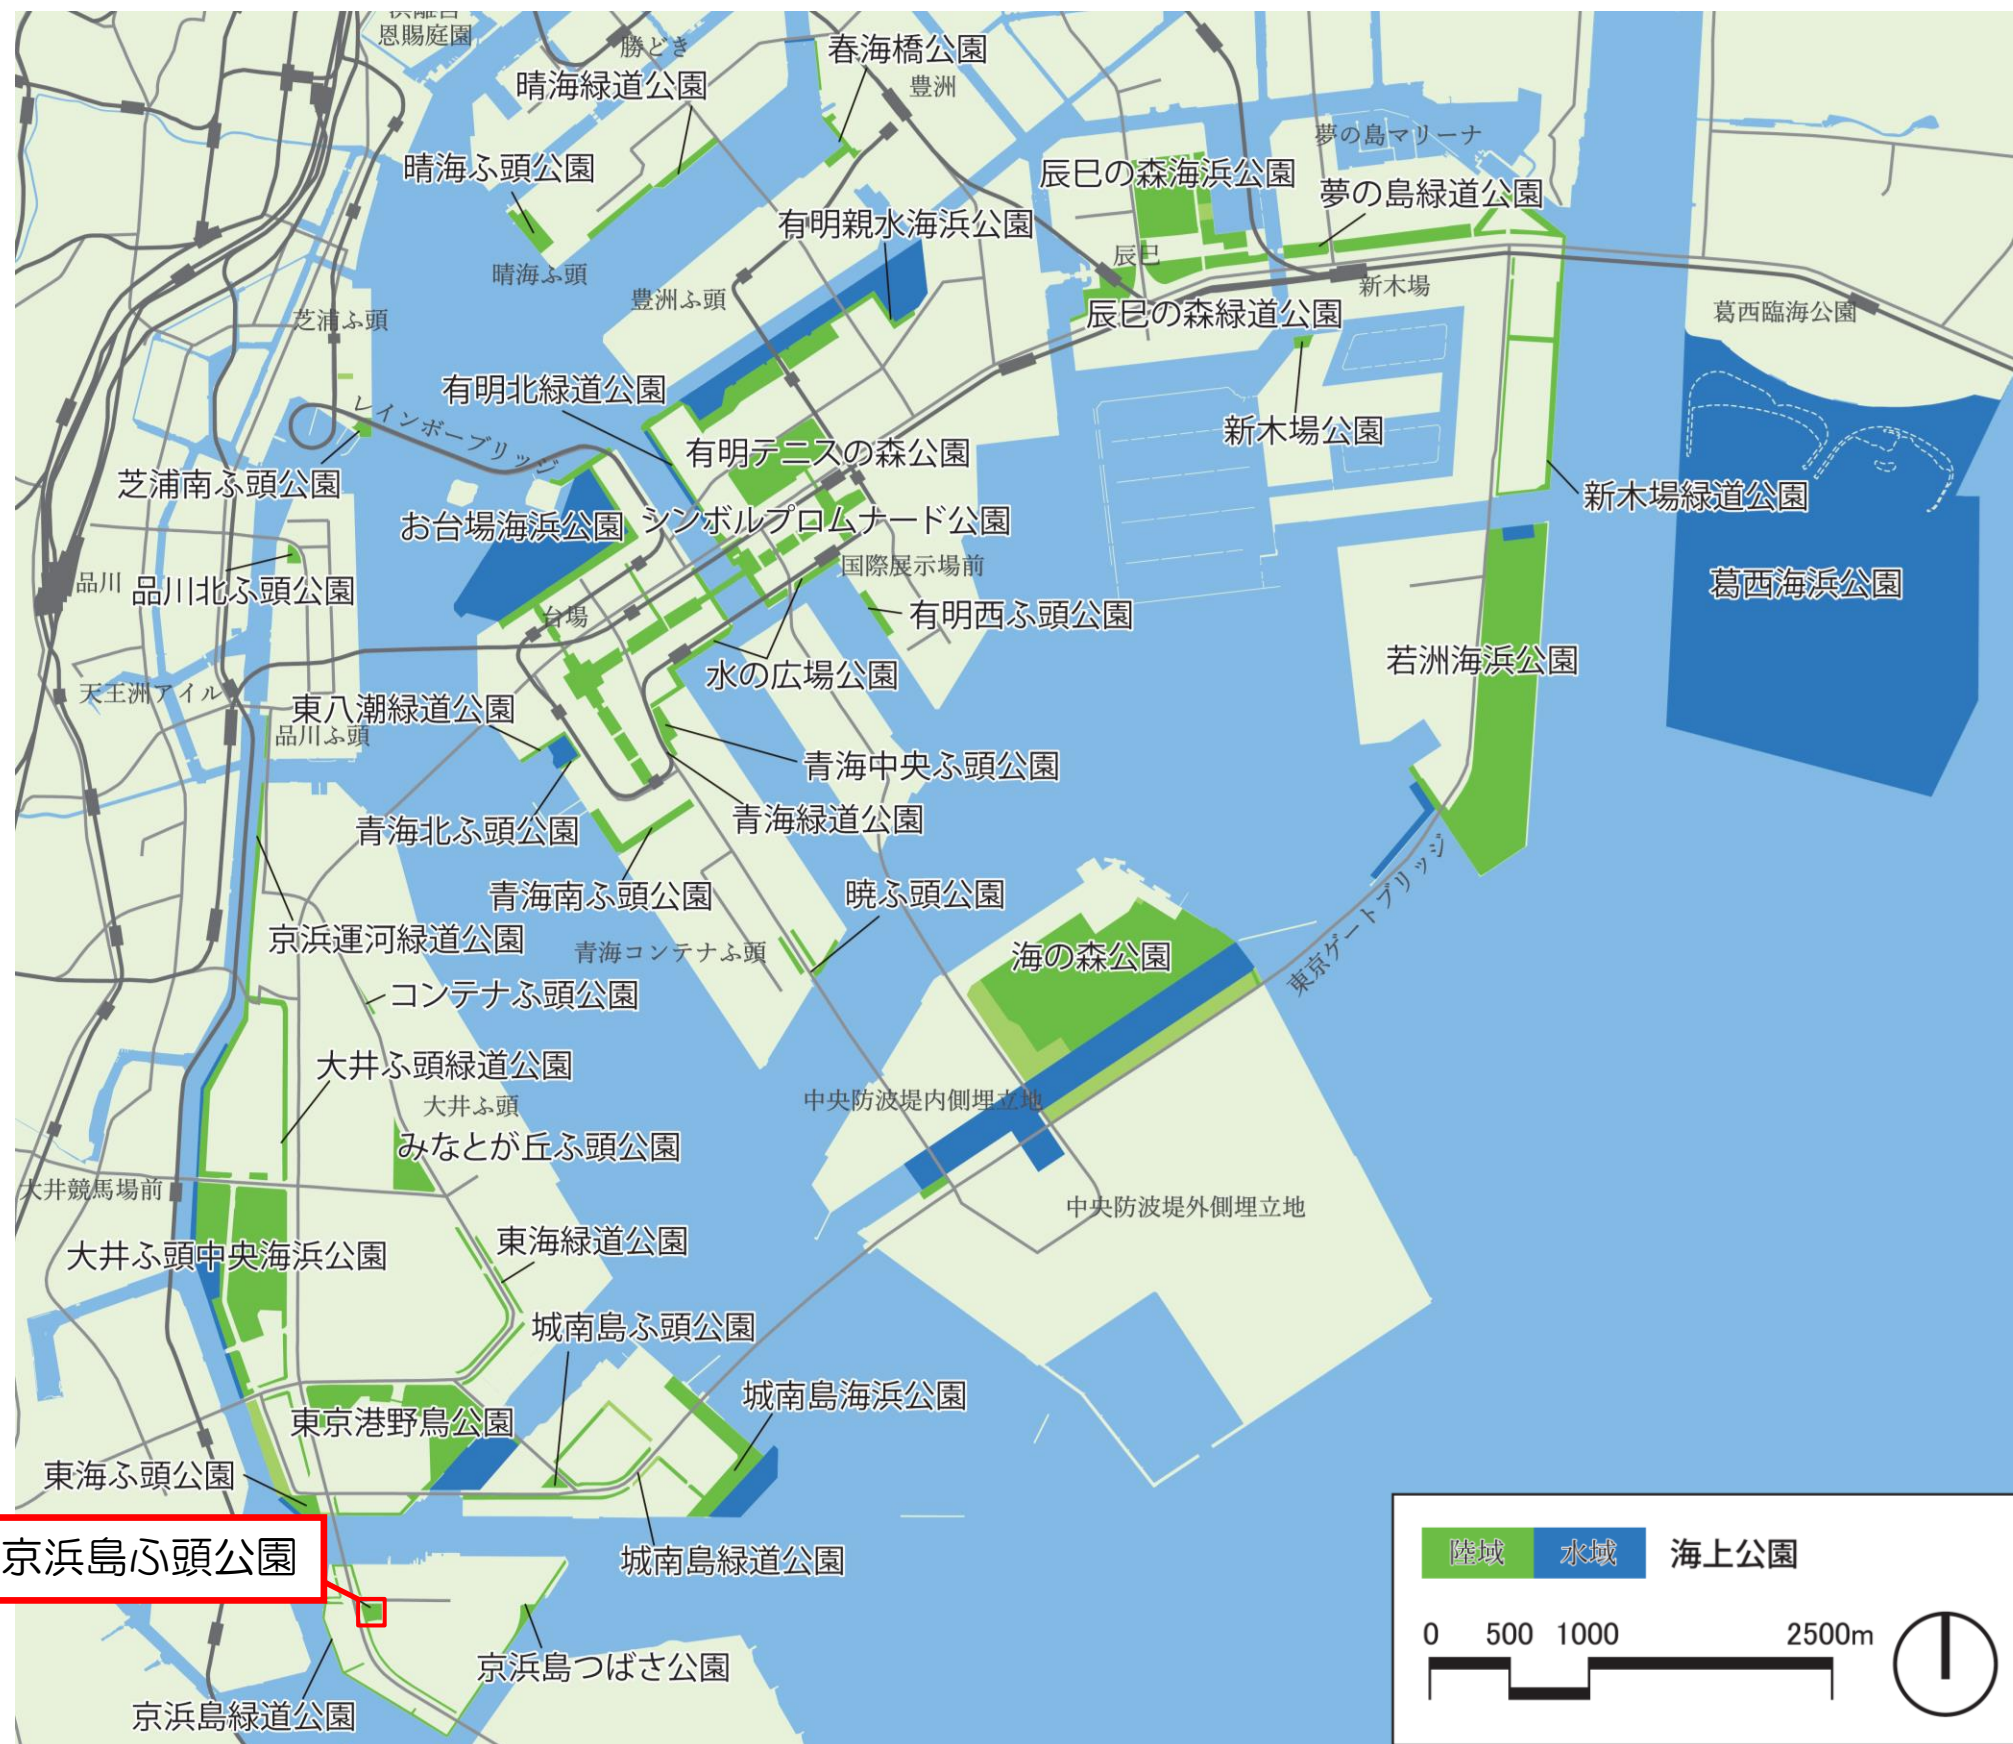 恩賜庭園
勝どき
春海橋公園
豊洲
晴海緑道公園
夢の島マリーナ
晴海ふ頭公園
辰巳の森海浜公園
夢の島緑道公園
有明親水海浜公園
辰巳
晴海ふ頭
豊洲ふ頭
新木場
芝浦ふ頭
辰巳の森緑道公園
葛西臨海公園
有明北緑道公園
レインボーブリッジ
新木場公園
有明テニスの森公園
芝浦南ふ頭公園
新木場緑道公園
お台場海浜公園
シンボルプロムナード公園
国際展示場前
品川
品川北ふ頭公園
葛西海浜公園
台場
有明西ふ頭公園
若洲海浜公園
水の広場公園
天王洲アイル
東八潮緑道公園
品川ふ頭
青海中央ふ頭公園
青海緑道公園
青海北ふ頭公園
青海南ふ頭公園
暁ふ頭公園
東京ゲートブリッジ
京浜運河緑道公園
青海コンテナふ頭
海の森公園
コンテナふ頭公園
大井ふ頭緑道公園
大井ふ頭
中央防波堤内側埋立地
みなとが丘ふ頭公園
大井競馬場前
中央防波堤外側埋立地
東海緑道公園
大井ふ頭中央海浜公園
城南島ふ頭公園
城南島海浜公園
東京港野鳥公園
東海ふ頭公園
京浜島ふ頭公園
城南島緑道公園
京浜島つばさ公園
京浜島緑道公園
陸域 水域 海上公園
0 500 1000 2500m